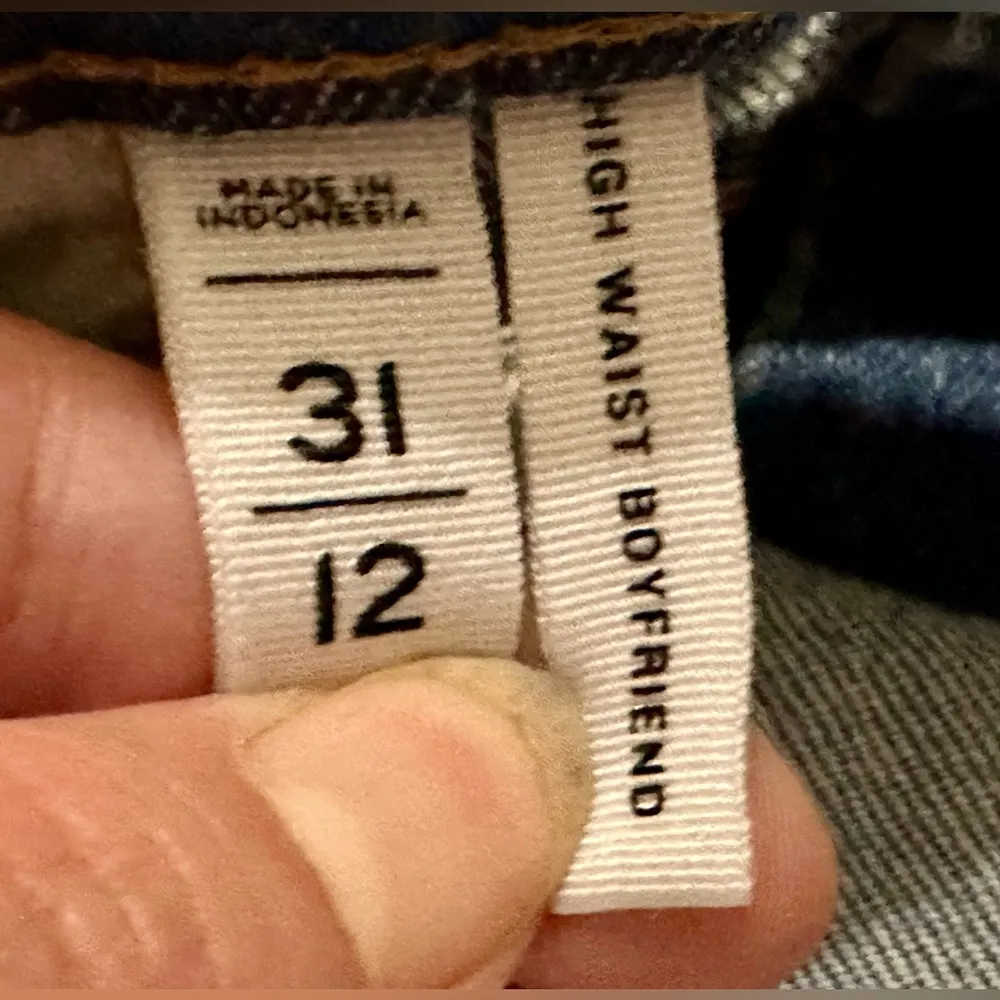 MADE IN
INDONESIA
31
12
HIGH WAIST BOYFRIEND